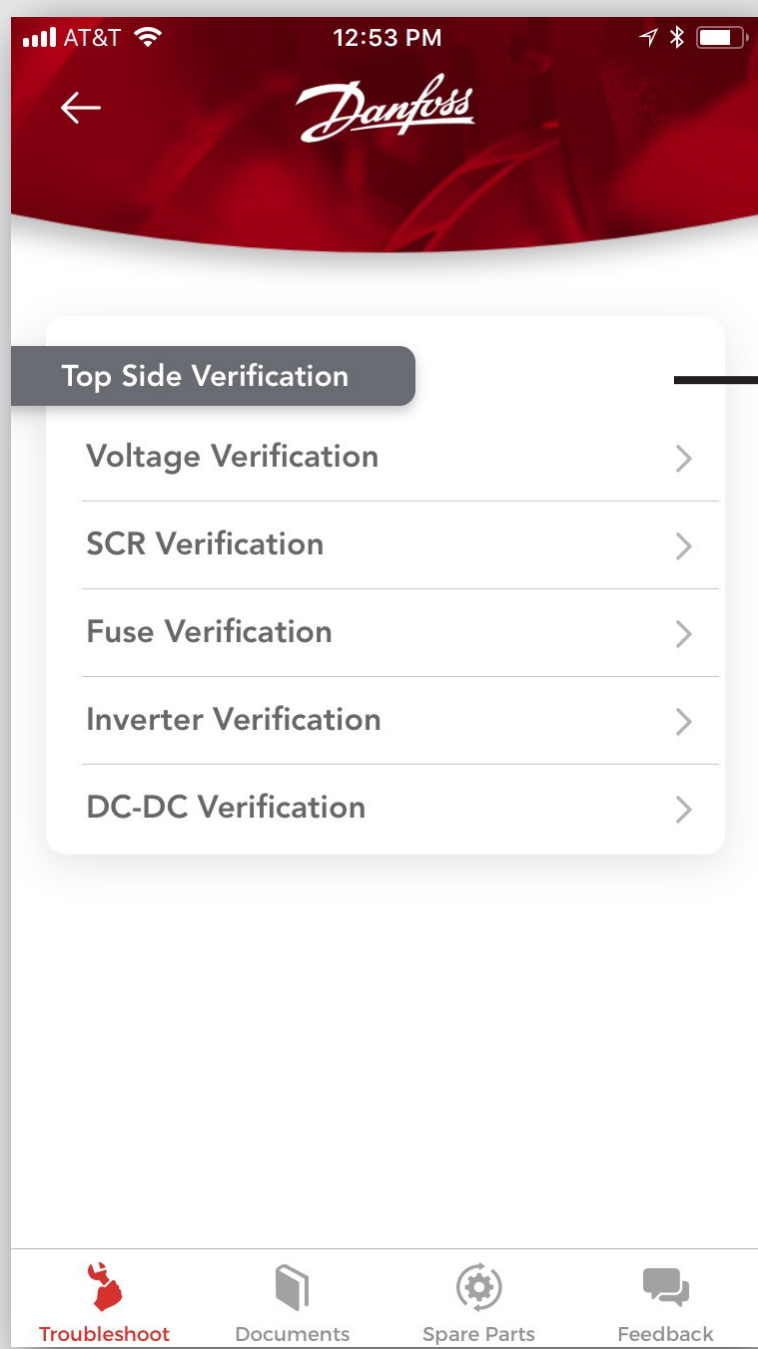 AT&T 12:53 PM
Danfoss
Top Side Verification
Voltage Verification
SCR Verification
Fuse Verification
Inverter Verification
DC-DC Verification
Troubleshoot Documents Spare Parts Feedback